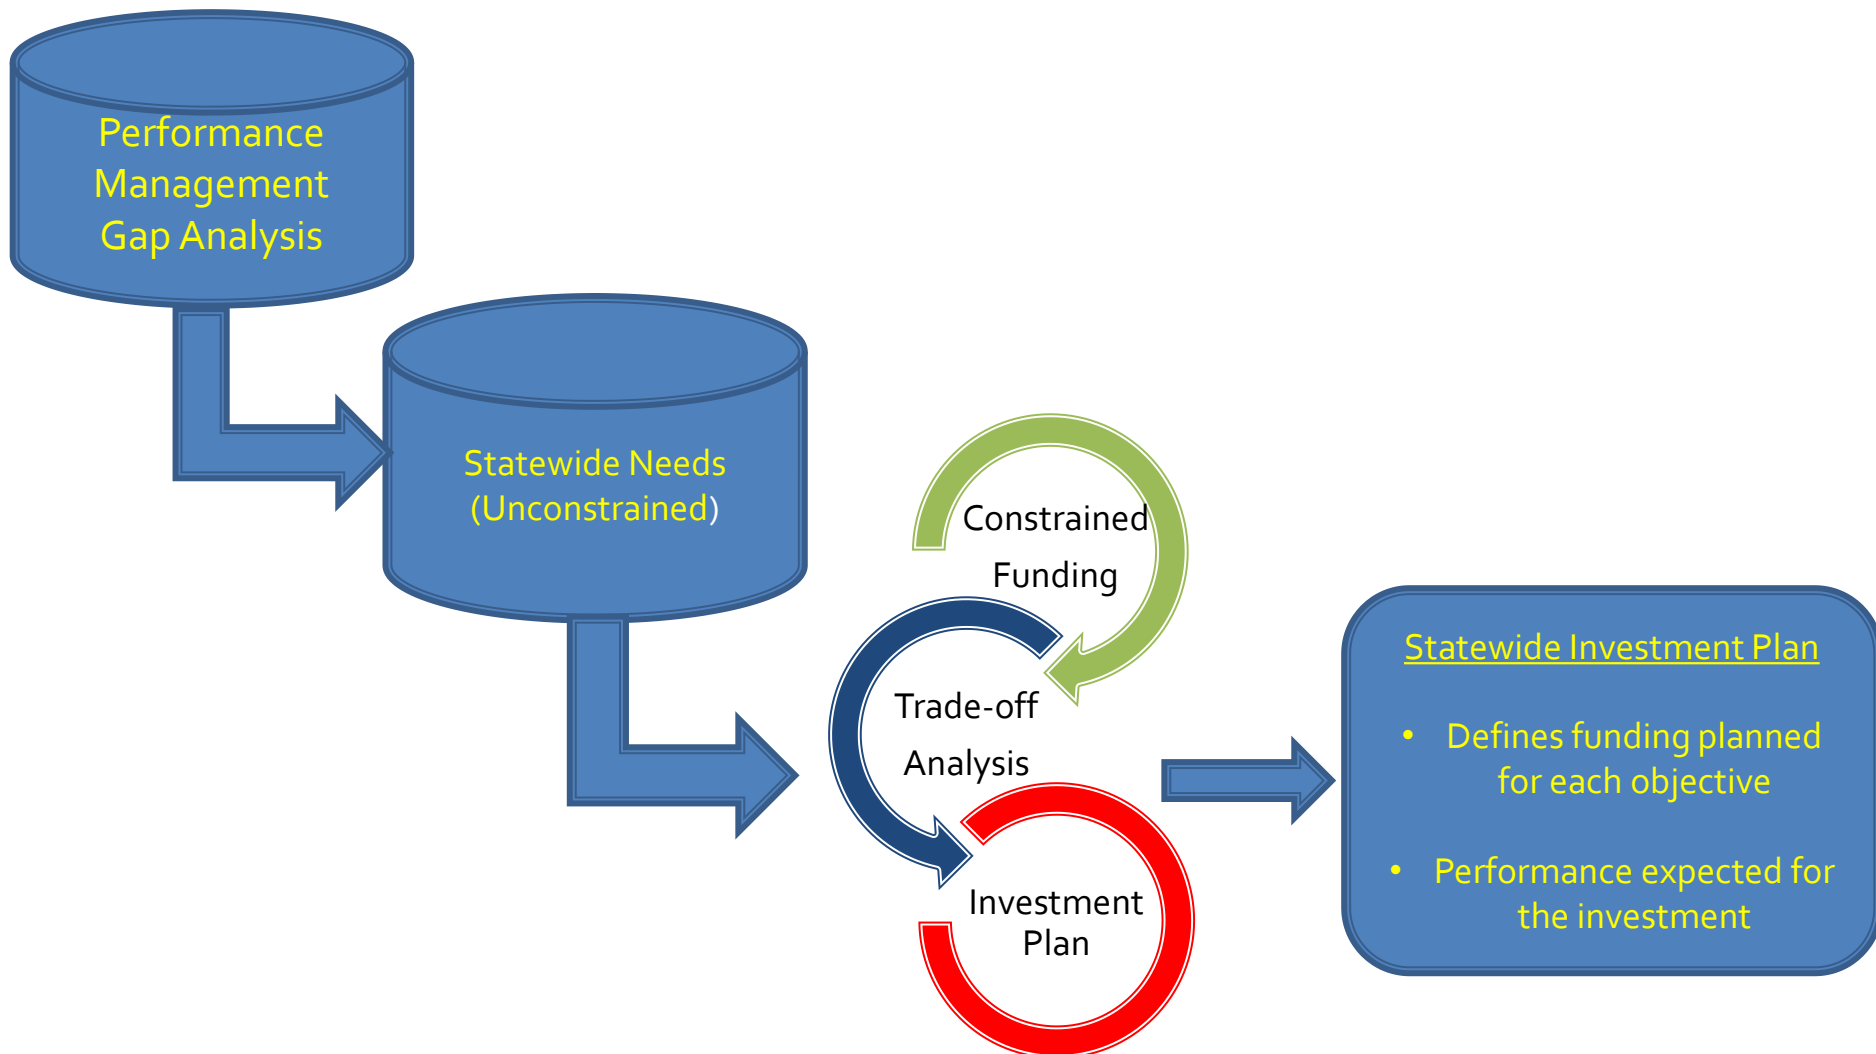 Performance
Management
Gap Analysis
Statewide Needs
(Unconstrained)
Constrained
Funding
Trade-off
Analysis
Investment
Plan
Statewide Investment Plan
• Defines funding planned
for each objective
• Performance expected for
the investment